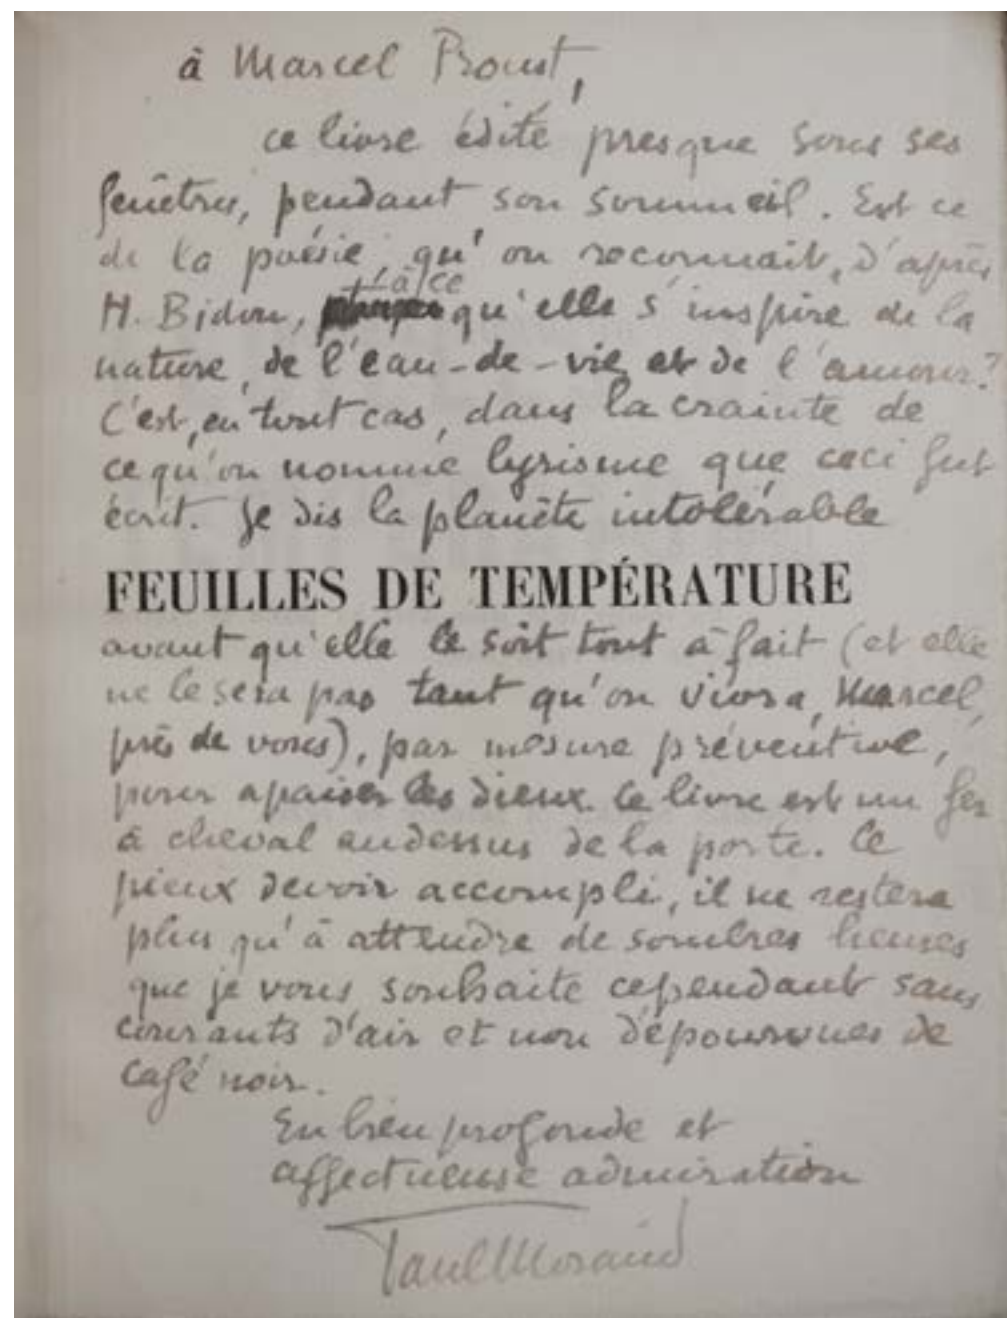 à Marcel Proust,
ce livre édité presque sous ses
fenêtres, pendant son sommeil. Est ce
de la poésie, qu'on reconnait, d'après
H. Bidou, à ce qu'elle s'inspire de la
nature, de l'eau-de-vie et de l'amour?
C'est, en tout cas, dans la crainte de
ce qu'on nomme lyrisme que ceci fut
écrit. Je dis la planète intolérable
FEUILLES DE TEMPÉRATURE
avant qu'elle le soit tout à fait (et elle
ne le sera pas tant qu'on vivra, Marcel,
près de vous), par mesure préventive,
pour apaiser les dieux. Ce livre est un fer
à cheval audessus de la porte. Ce
pieux devoir accompli, il ne restera
plus qu'à attendre de sombres heures
que je vous souhaite cependant sans
courants d'air et non dépourvues de
café noir.
En bien profonde et
affectueuse admiration
Paul Morand